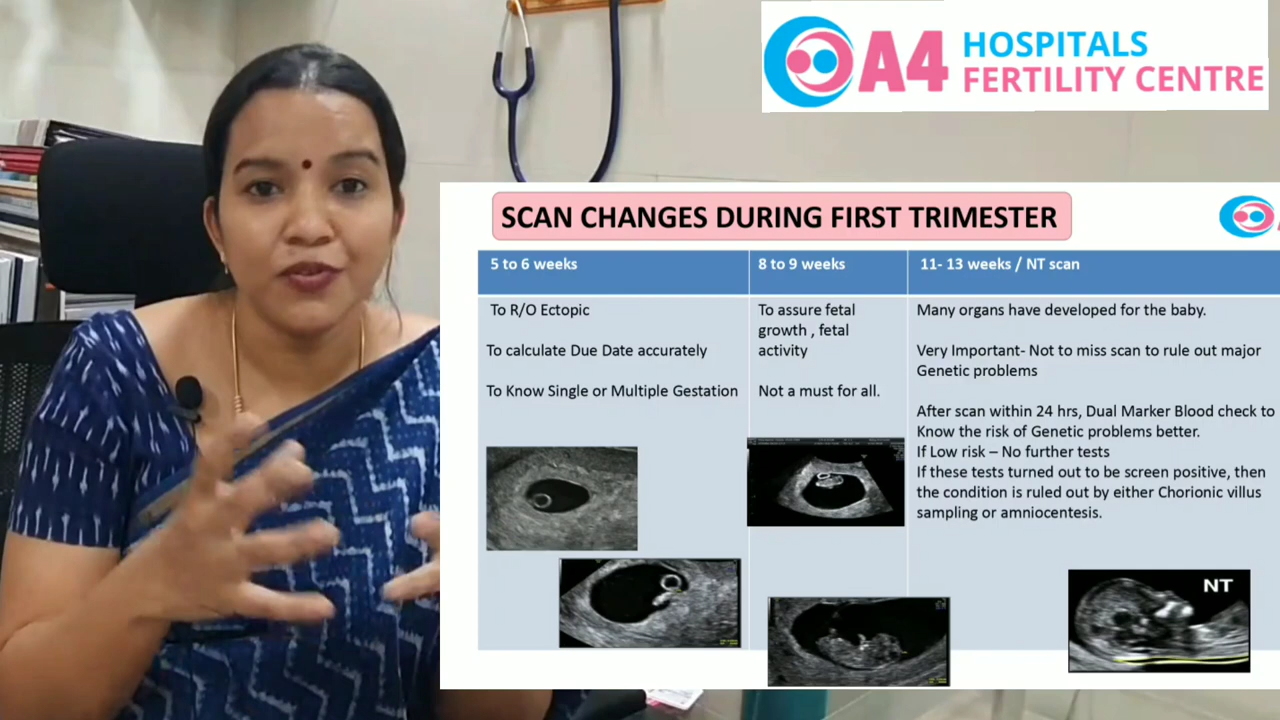 A4 HOSPITALS
FERTILITY CENTRE
SCAN CHANGES DURING FIRST TRIMESTER
5 to 6 weeks
To R/O Ectopic
To calculate Due Date accurately
To Know Single or Multiple Gestation
8 to 9 weeks
To assure fetal
growth , fetal
activity
Not a must for all.
11- 13 weeks / NT scan
Many organs have developed for the baby.
Very Important- Not to miss scan to rule out major
Genetic problems
After scan within 24 hrs, Dual Marker Blood check to
Know the risk of Genetic problems better.
If Low risk – No further tests
If these tests turned out to be screen positive, then
the condition is ruled out by either Chorionic villus
sampling or amniocentesis.
NT